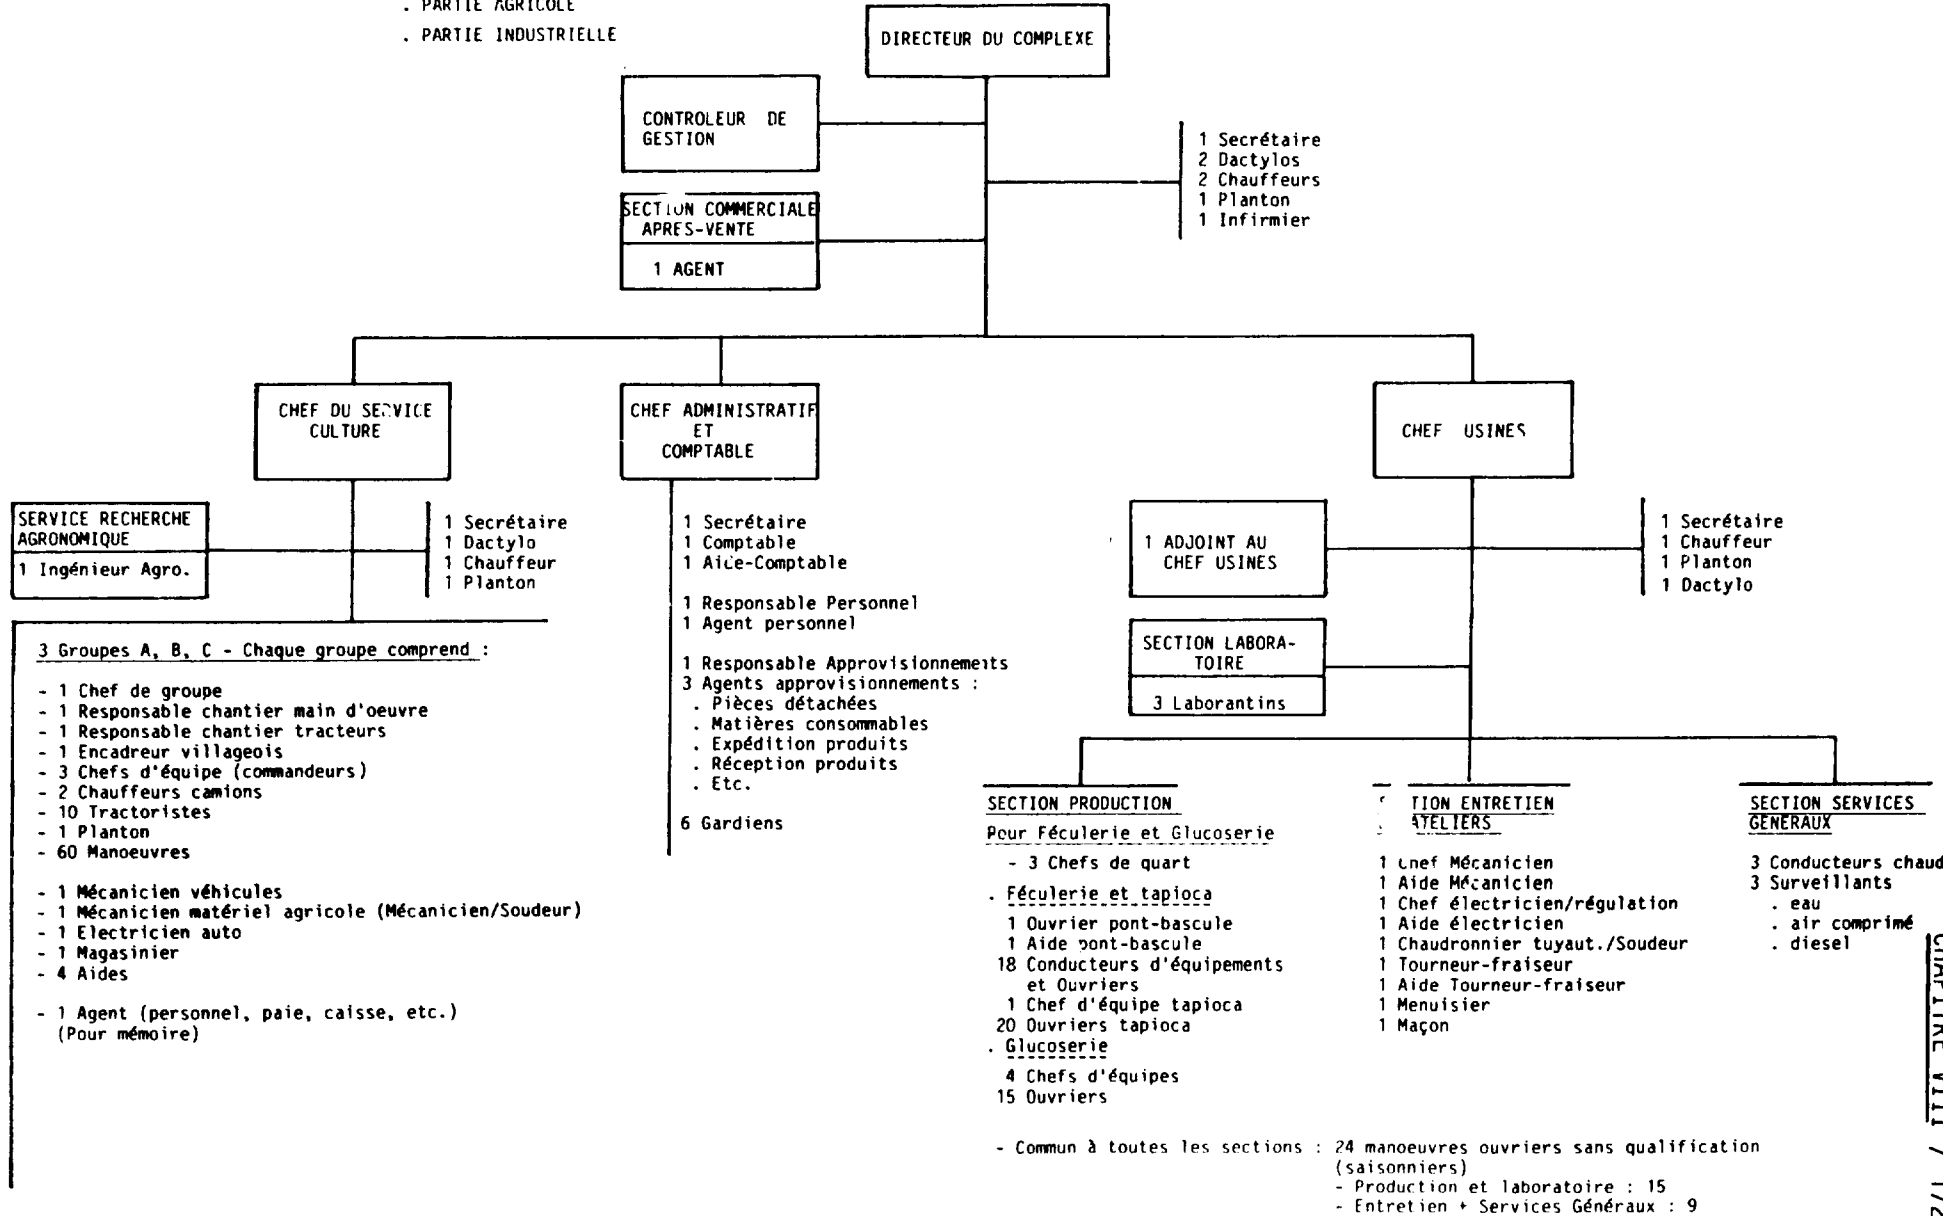 . PARTIE AGRICOLE
. PARTIE INDUSTRIELLE
DIRECTEUR DU COMPLEXE
CONTROLEUR DE
GESTION
1 Secrétaire
2 Dactylos
2 Chauffeurs
1 Planton
1 Infirmier
SECTION COMMERCIALE
APRES-VENTE
1 AGENT
CHEF DU SERVICE
CULTURE
CHEF ADMINISTRATIF
ET
COMPTABLE
CHEF USINES
SERVICE RECHERCHE
AGRONOMIQUE
1 Ingénieur Agro.
1 Secrétaire
1 Dactylo
1 Chauffeur
1 Planton
3 Groupes A, B, C - Chaque groupe comprend :
- 1 Chef de groupe
- 1 Responsable chantier main d'oeuvre
- 1 Responsable chantier tracteurs
- 1 Encadreur villageois
- 3 Chefs d'équipe (commandeurs)
- 2 Chauffeurs camions
- 10 Tractoristes
- 1 Planton
- 60 Manoeuvres
- 1 Mécanicien véhicules
- 1 Mécanicien matériel agricole (Mécanicien/Soudeur)
- 1 Electricien auto
- 1 Magasinier
- 4 Aides
- 1 Agent (personnel, paie, caisse, etc.)
(Pour mémoire)
1 Secrétaire
1 Comptable
1 Aide-Comptable
1 Responsable Personnel
1 Agent personnel
1 Responsable Approvisionnements
3 Agents approvisionnements :
. Pièces détachées
. Matières consommables
. Expédition produits
. Réception produits
. Etc.
6 Gardiens
1 ADJOINT AU
CHEF USINES
1 Secrétaire
1 Chauffeur
1 Planton
1 Dactylo
SECTION LABORA-
TOIRE
3 Laborantins
SECTION PRODUCTION
Pour Féculerie et Glucoserie
- 3 Chefs de quart
. Féculerie et tapioca
1 Ouvrier pont-bascule
1 Aide pont-bascule
18 Conducteurs d'équipements
et Ouvriers
1 Chef d'équipe tapioca
20 Ouvriers tapioca
. Glucoserie
4 Chefs d'équipes
15 Ouvriers
TION ENTRETIEN
ATELIERS
1 Chef Mécanicien
1 Aide Mécanicien
1 Chef électricien/régulation
1 Aide électricien
1 Chaudronnier tuyaut./Soudeur
1 Tourneur-fraiseur
1 Aide Tourneur-fraiseur
1 Menuisier
1 Maçon
SECTION SERVICES
GENERAUX
3 Conducteurs chaud
3 Surveillants
. eau
. air comprimé
. diesel
- Commun à toutes les sections : 24 manoeuvres ouvriers sans qualification
(saisonniers)
- Production et laboratoire : 15
- Entretien + Services Généraux : 9
CHAPITRE VIII /